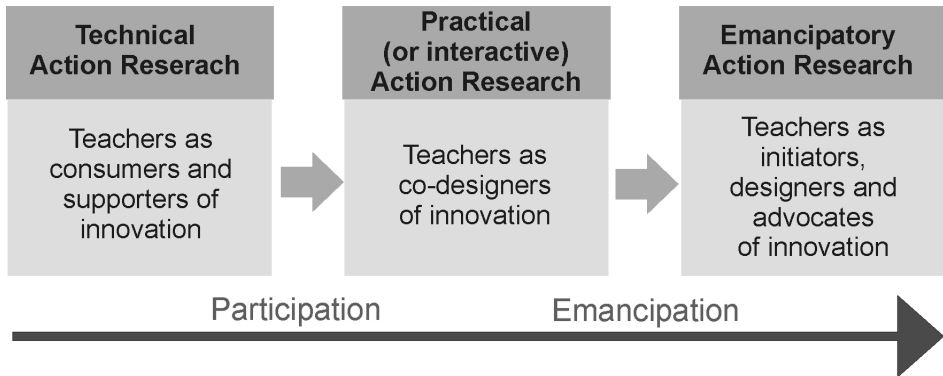 Technical
Action Reserach
Teachers as
consumers and
supporters of
innovation
Practical
(or interactive)
Action Research
Teachers as
co-designers
of innovation
Emancipatory
Action Research
Teachers as
initiators,
designers and
advocates
of innovation
Participation
Emancipation